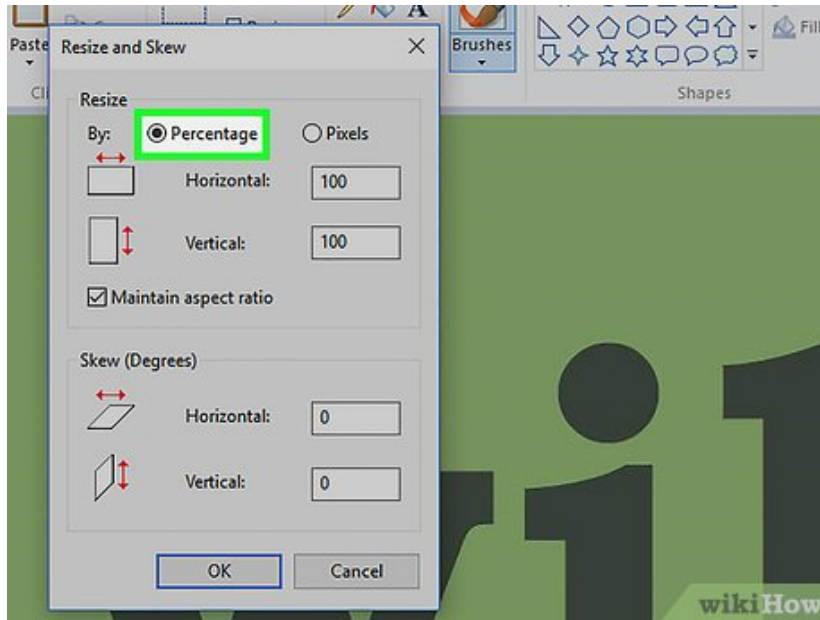 A
Paste
Brushes
Fill
Shapes
Resize and Skew
Resize
By: Percentage Pixels
Horizontal: 100
Vertical: 100
Maintain aspect ratio
Skew (Degrees)
Horizontal: 0
Vertical: 0
OK Cancel
wikiHow